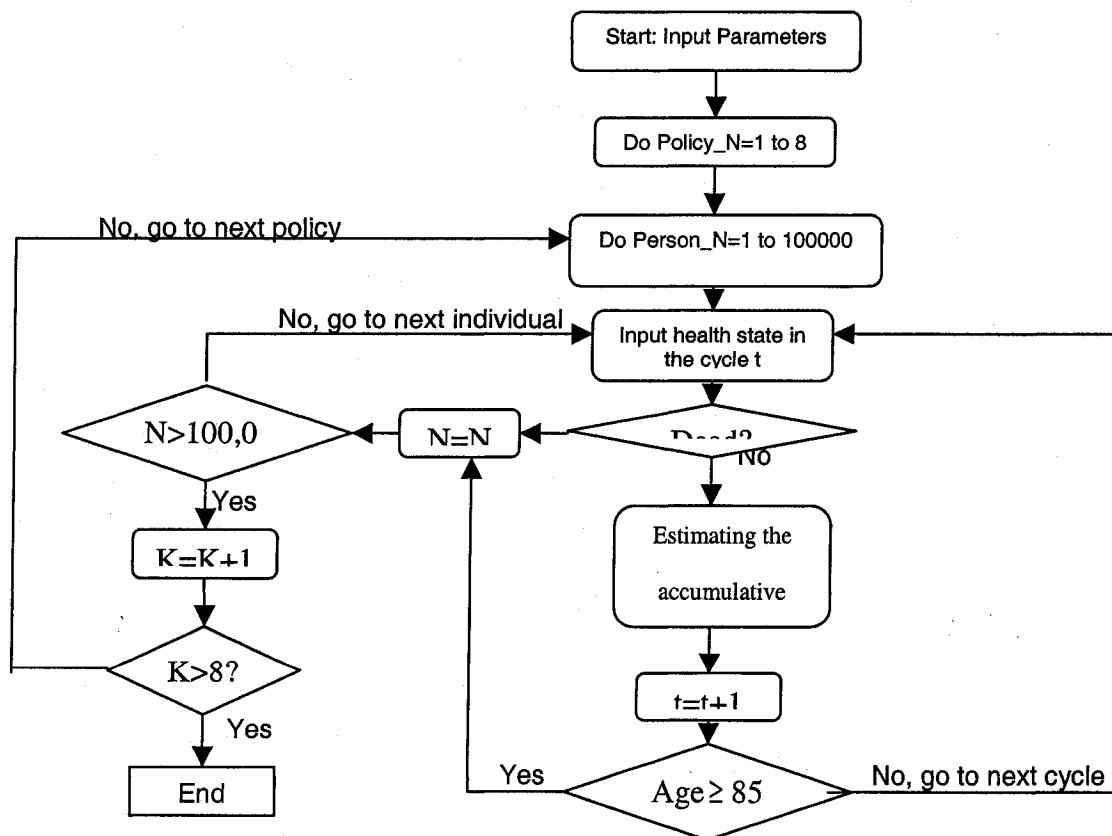 Start: Input Parameters
Do Policy_N=1 to 8
No, go to next policy
Do Person_N=1 to 100000
No, go to next individual
Input health state in
the cycle t
N>100,0
N=N
Dead?
No
Yes
Estimating the
accumulative
K=K+1
K>8?
t=t+1
Yes
End
Yes
Age ≥ 85
No, go to next cycle